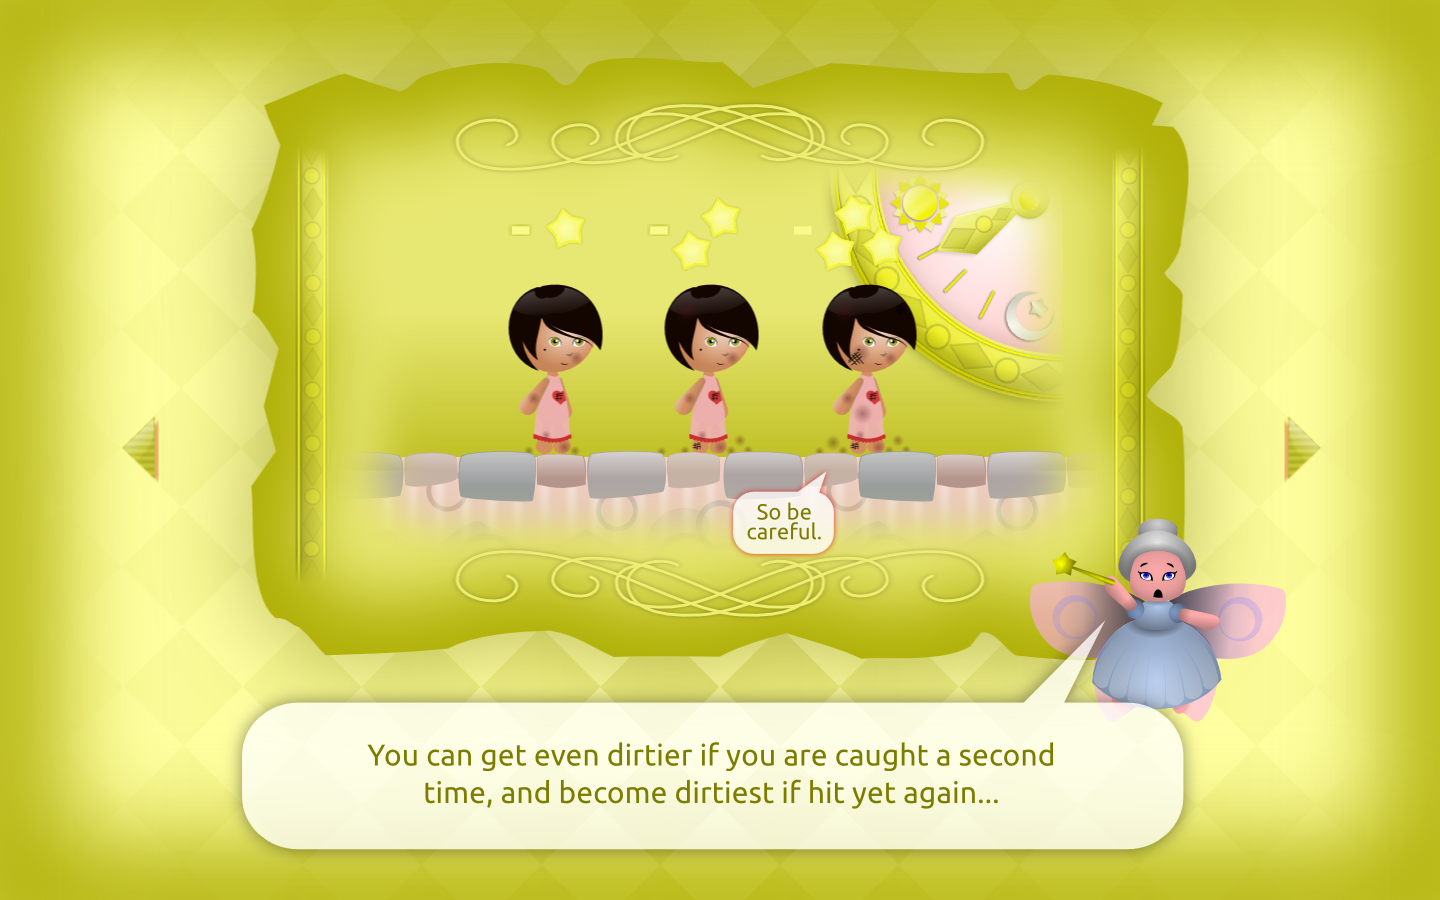 So be
careful.
You can get even dirtier if you are caught a second
time, and become dirtiest if hit yet again...